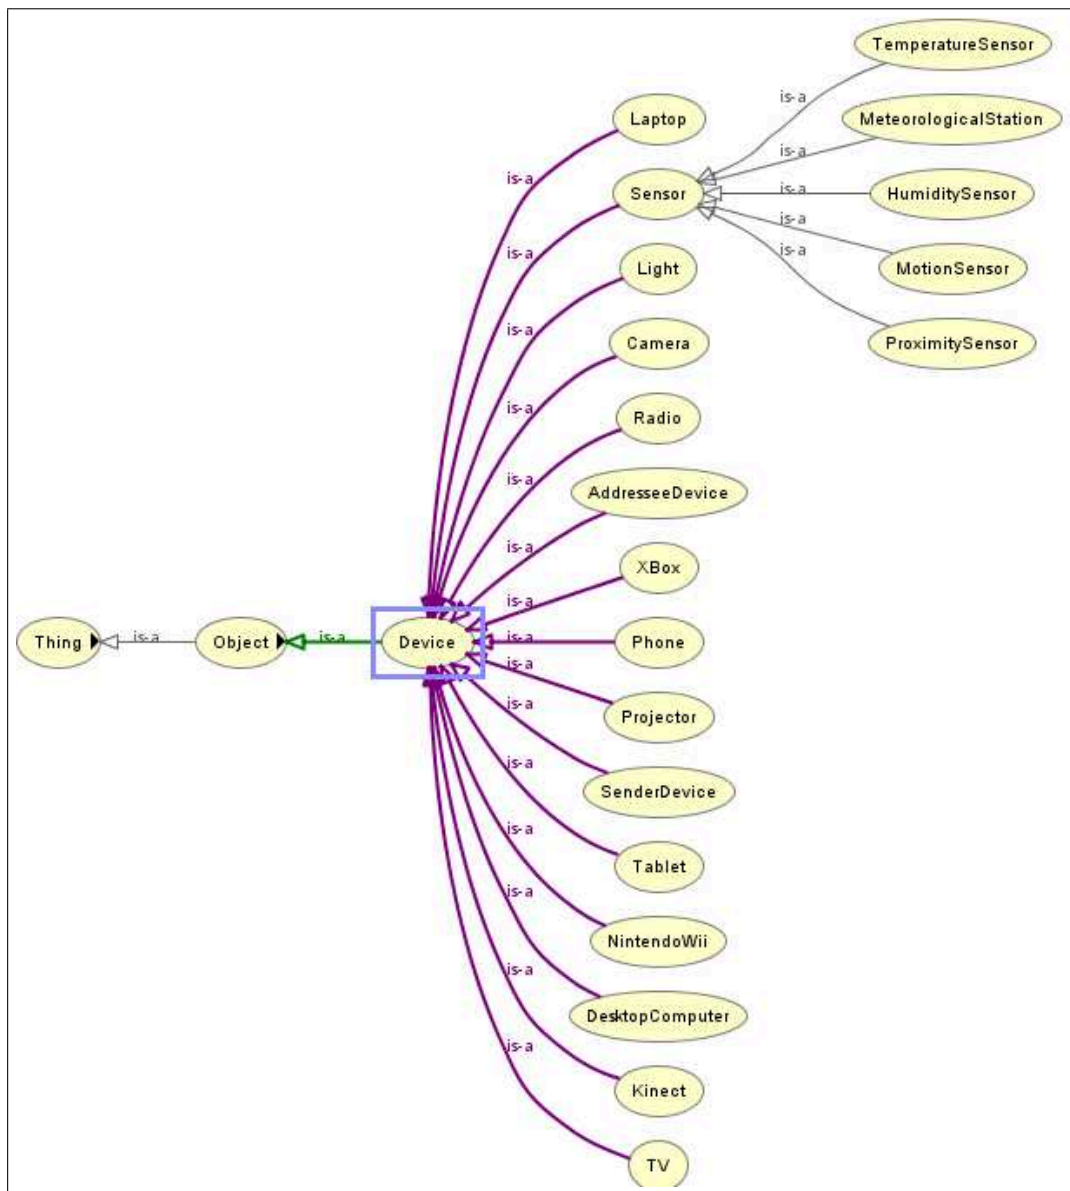 TemperatureSensor
is-a
Laptop
MeteorologicalStation
is-a
is-a
Sensor
is-a
HumiditySensor
is-a
is-a
Light
MotionSensor
is-a
is-a
Camera
ProximitySensor
is-a
Radio
is-a
AddresseeDevice
is-a
XBox
is-a
Thing
is-a
Object
is-a
Device
is-a
Phone
is-a
Projector
is-a
is-a
SenderDevice
is-a
Tablet
is-a
NintendoWii
is-a
DesktopComputer
is-a
Kinect
TV